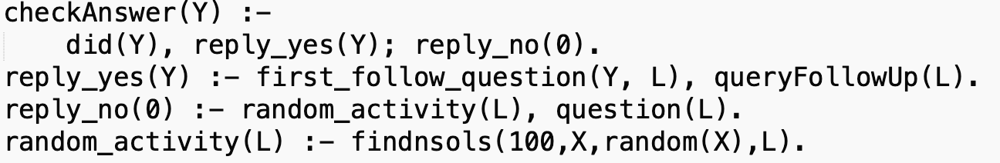 checkAnswer(Y) :-
    did(Y), reply_yes(Y); reply_no(0).
reply_yes(Y) :- first_follow_question(Y, L), queryFollowUp(L).
reply_no(0) :- random_activity(L), question(L).
random_activity(L) :- findnsols(100,X,random(X),L).